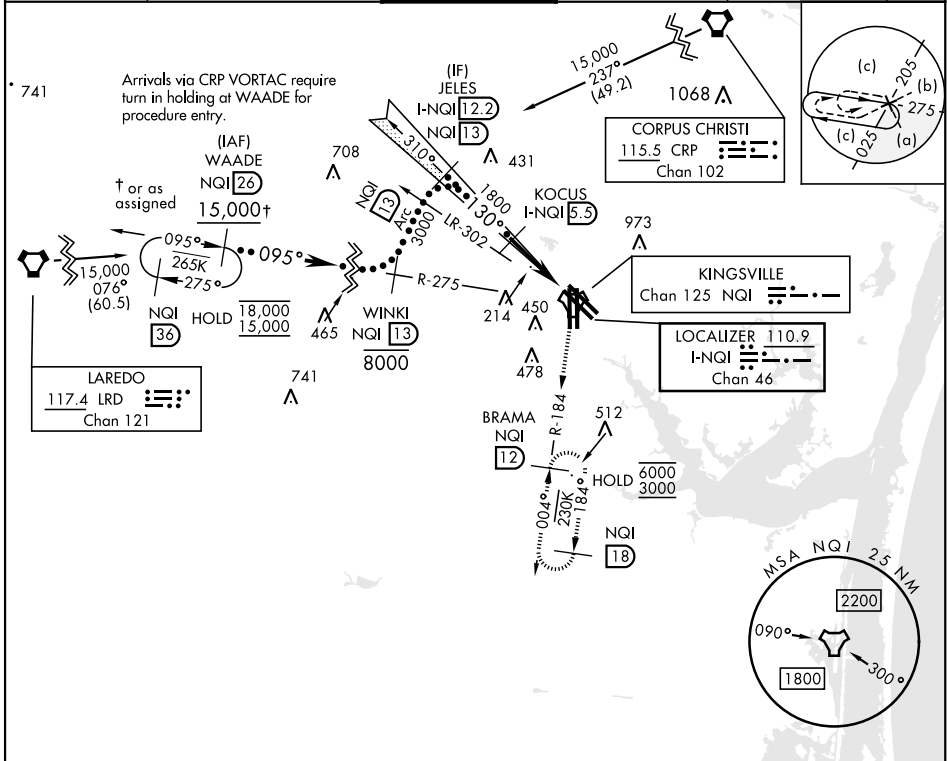 741
Arrivals via CRP VORTAC require
turn in holding at WAADE for
procedure entry.
(IAF)
WAADE
NQI 26
15,000†
† or as
assigned
095°
265K
275°
095°
15,000
076°
(60.5)
NQI
36
HOLD 18,000
15,000
LAREDO
117.4 LRD
Chan 121
708
465
741
WINKI
NQI 13
8000
NQI
13
Arc
3000
LR-302
R-275
(IF)
JELES
I-NQI 12.2
NQI 13
310°
431
1800
130°
KOCUS
I-NQI 5.5
15,000
237°
(49.2)
1068
CORPUS CHRISTI
115.5 CRP
Chan 102
(c)
205
(b)
275
(a)
(c)
025
973
KINGSVILLE
Chan 125 NQI
LOCALIZER 110.9
I-NQI
Chan 46
214
450
478
R-184
BRAMA
NQI
12
512
HOLD 6000
3000
004°
230K
184°
NQI
18
MSA NQI 25 NM
2200
090°
300°
1800